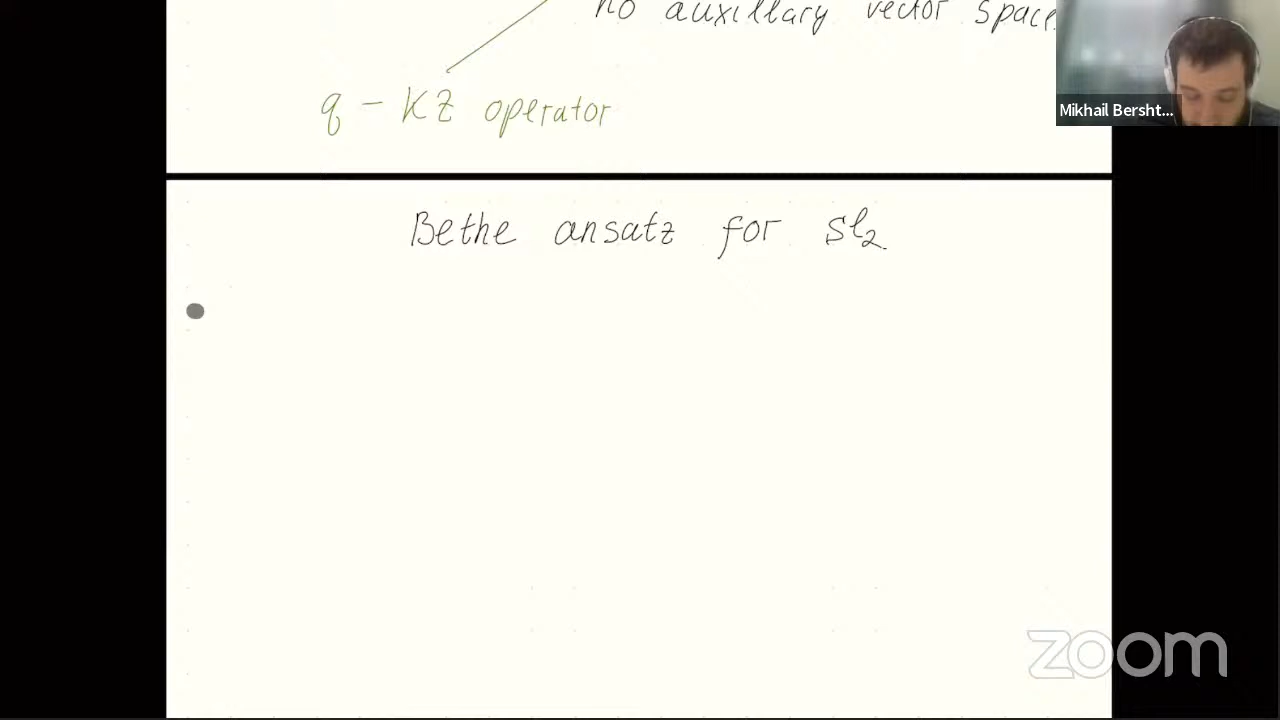 no auxillary vector space
Mikhail Bersht...
q - KZ operator
Bethe ansatz for sl₂
zoom